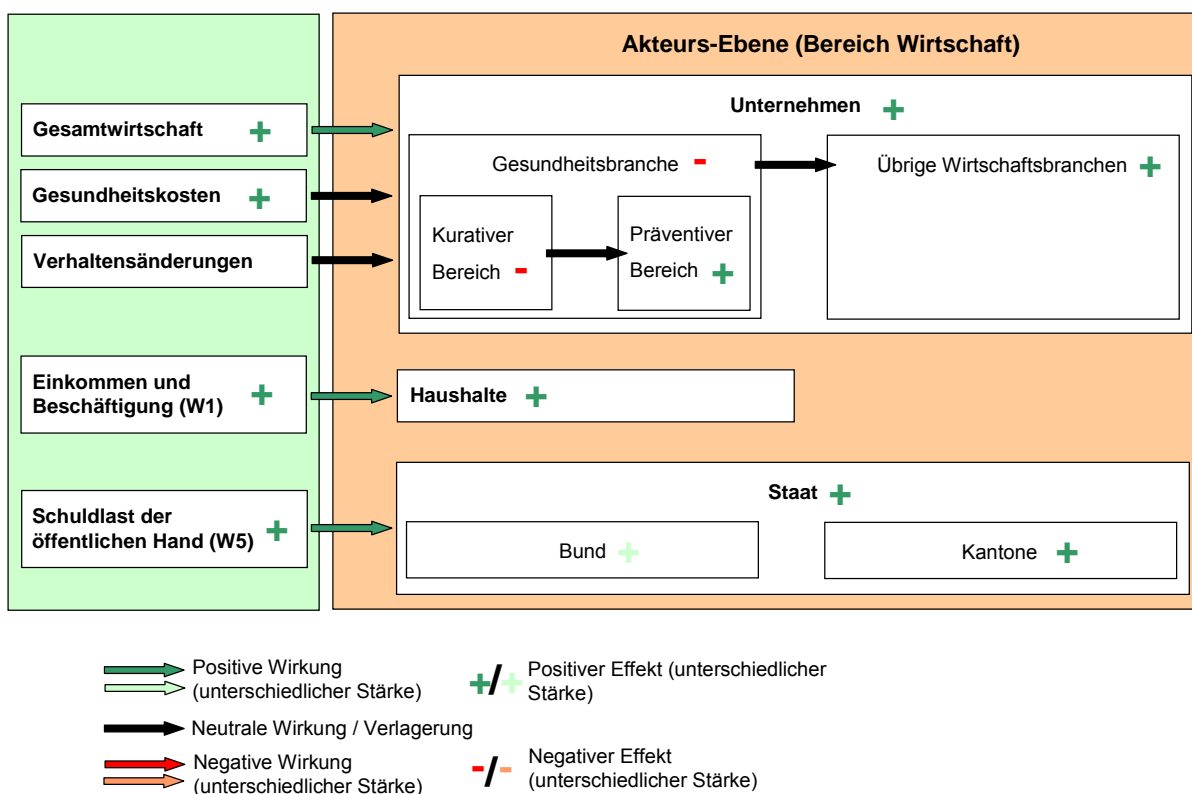 Akteurs-Ebene (Bereich Wirtschaft)
Gesamtwirtschaft +
Gesundheitskosten +
Verhaltensänderungen
Einkommen und
Beschäftigung (W1) +
Schuldlast der
öffentlichen Hand (W5) +
Unternehmen +
Gesundheitsbranche -
Kurativer
Bereich -
Präventiver
Bereich +
Übrige Wirtschaftsbranchen +
Haushalte +
Staat +
Bund +
Kantone +
Positive Wirkung
(unterschiedlicher Stärke)
+/+ Positiver Effekt (unterschiedlicher
Stärke)
Neutrale Wirkung / Verlagerung
Negative Wirkung
(unterschiedlicher Stärke)
-/- Negativer Effekt
(unterschiedlicher Stärke)